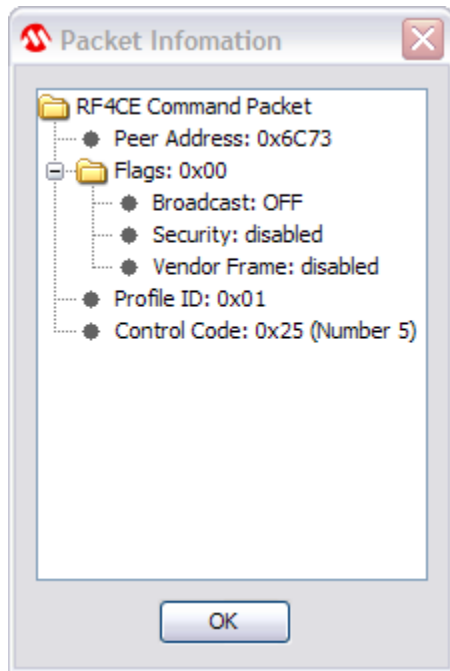 Packet Infomation
RF4CE Command Packet
Peer Address: 0x6C73
Flags: 0x00
Broadcast: OFF
Security: disabled
Vendor Frame: disabled
Profile ID: 0x01
Control Code: 0x25 (Number 5)
OK